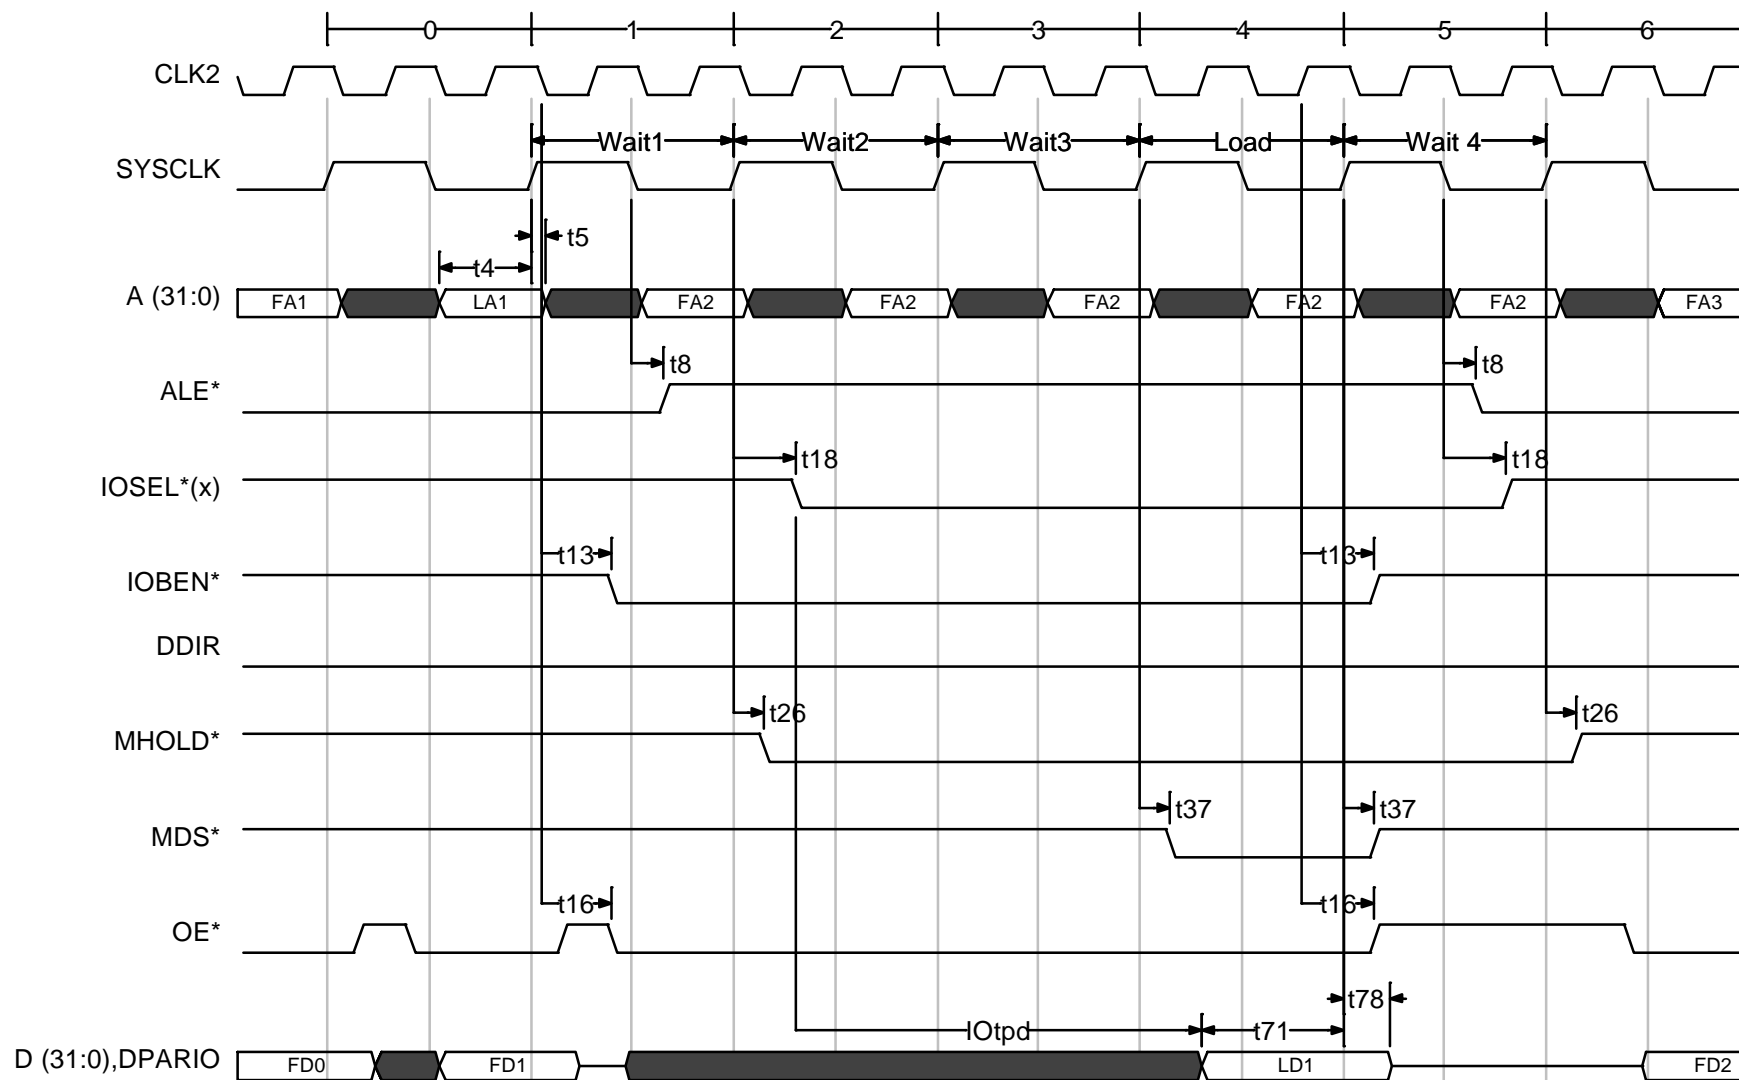 0 1 2 3 4 5 6
CLK2
Wait1 Wait2 Wait3 Load Wait 4
SYSCLK
t5
t4
A (31:0) FA1 LA1 FA2 FA2 FA2 FA2 FA2 FA3
t8 t8
ALE*
t18 t18
IOSEL*(x)
t13 t13
IOBEN*
DDIR
t26 t26
MHOLD*
t37 t37
MDS*
t16 t16
OE*
t78
IOtpd t71
D (31:0),DPARIO FD0 FD1 LD1 FD2